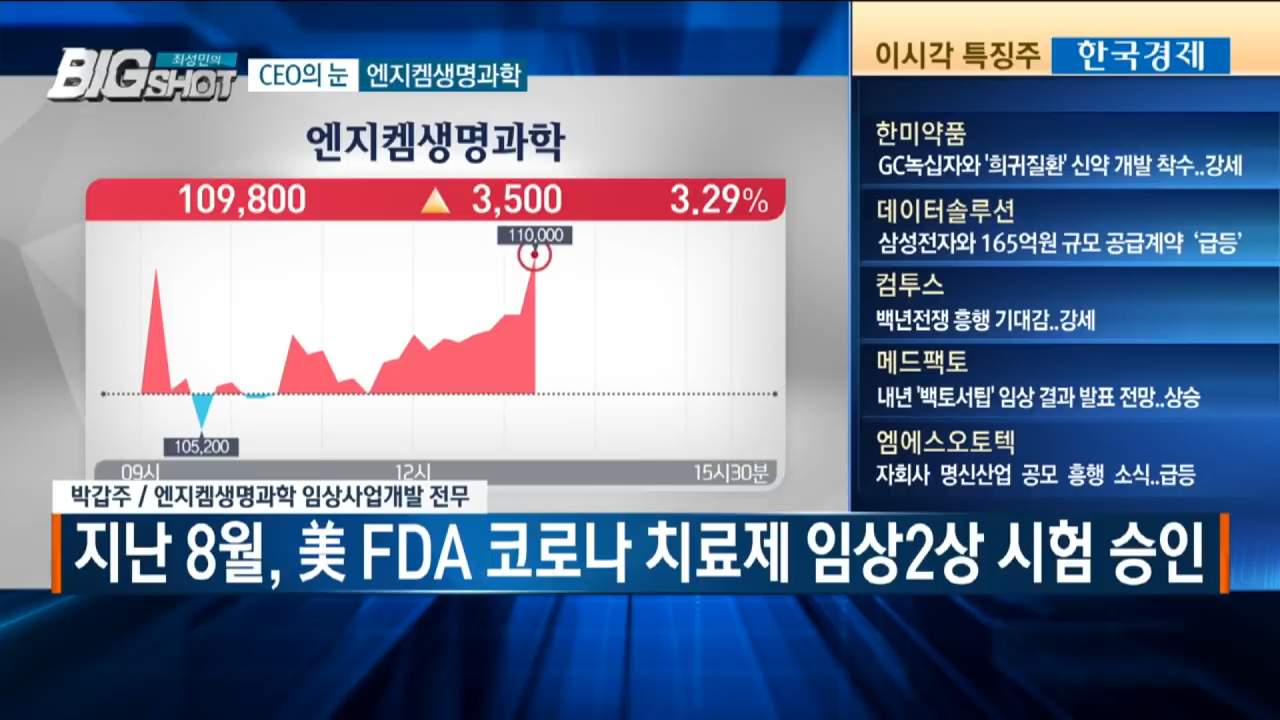 최성민의
BIGSHOT
CEO의 눈 엔지켐생명과학
엔지켐생명과학
109,800 ▲ 3,500 3.29%
110,000
105,200
09시 12시 15시30분
박갑주 / 엔지켐생명과학 임상사업개발 전무
지난 8월, 美 FDA 코로나 치료제 임상2상 시험 승인
이시각 특징주 한국경제
한미약품
GC녹십자와 '희귀질환' 신약 개발 착수..강세
데이터솔루션
삼성전자와 165억원 규모 공급계약 ‘급등’
컴투스
백년전쟁 흥행 기대감..강세
메드팩토
내년 '백토서팁' 임상 결과 발표 전망..상승
엠에스오토텍
자회사 명신산업 공모 흥행 소식..급등